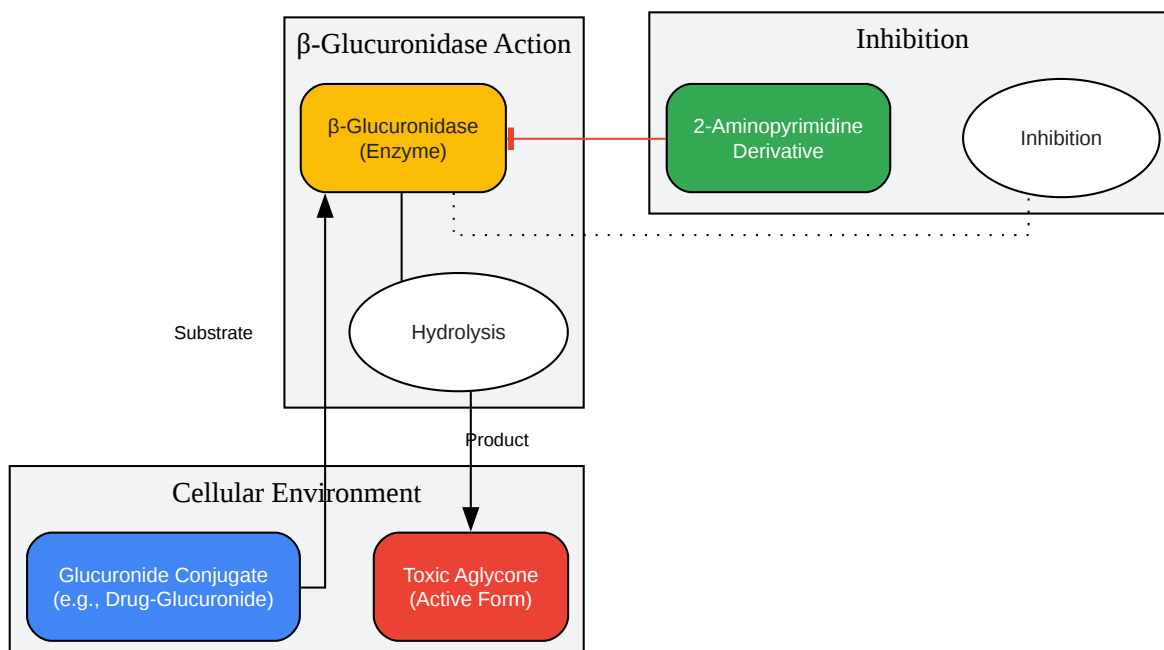 β-Glucuronidase Action
β-Glucuronidase
(Enzyme)
Hydrolysis
Inhibition
2-Aminopyrimidine
Derivative
Inhibition
Substrate
Product
Cellular Environment
Glucuronide Conjugate
(e.g., Drug-Glucuronide)
Toxic Aglycone
(Active Form)